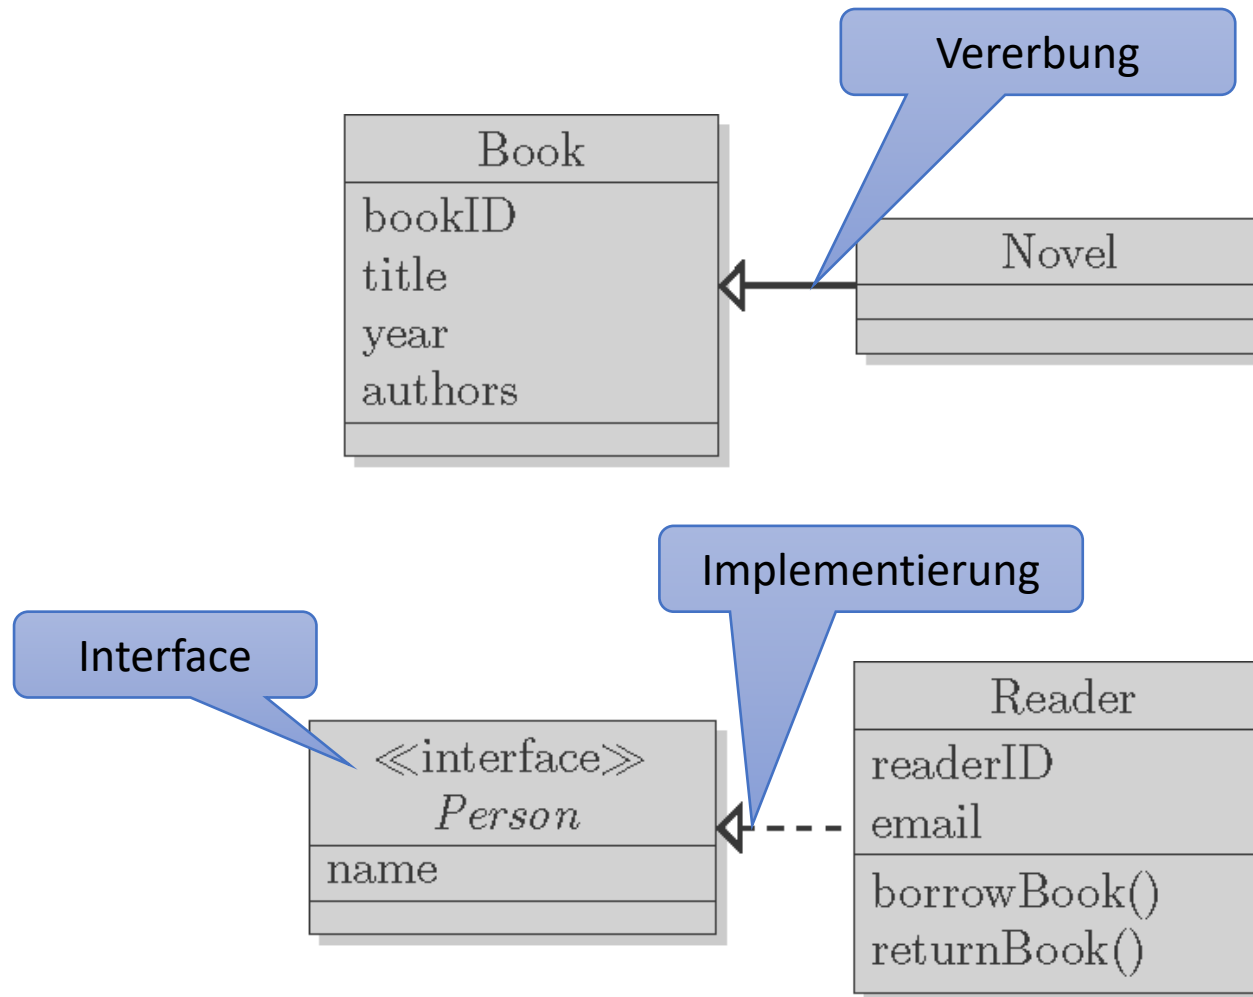 Vererbung
Book
bookID
title
year
authors
Novel
Implementierung
Interface
≪interface≫
Person
name
Reader
readerID
email
borrowBook()
returnBook()